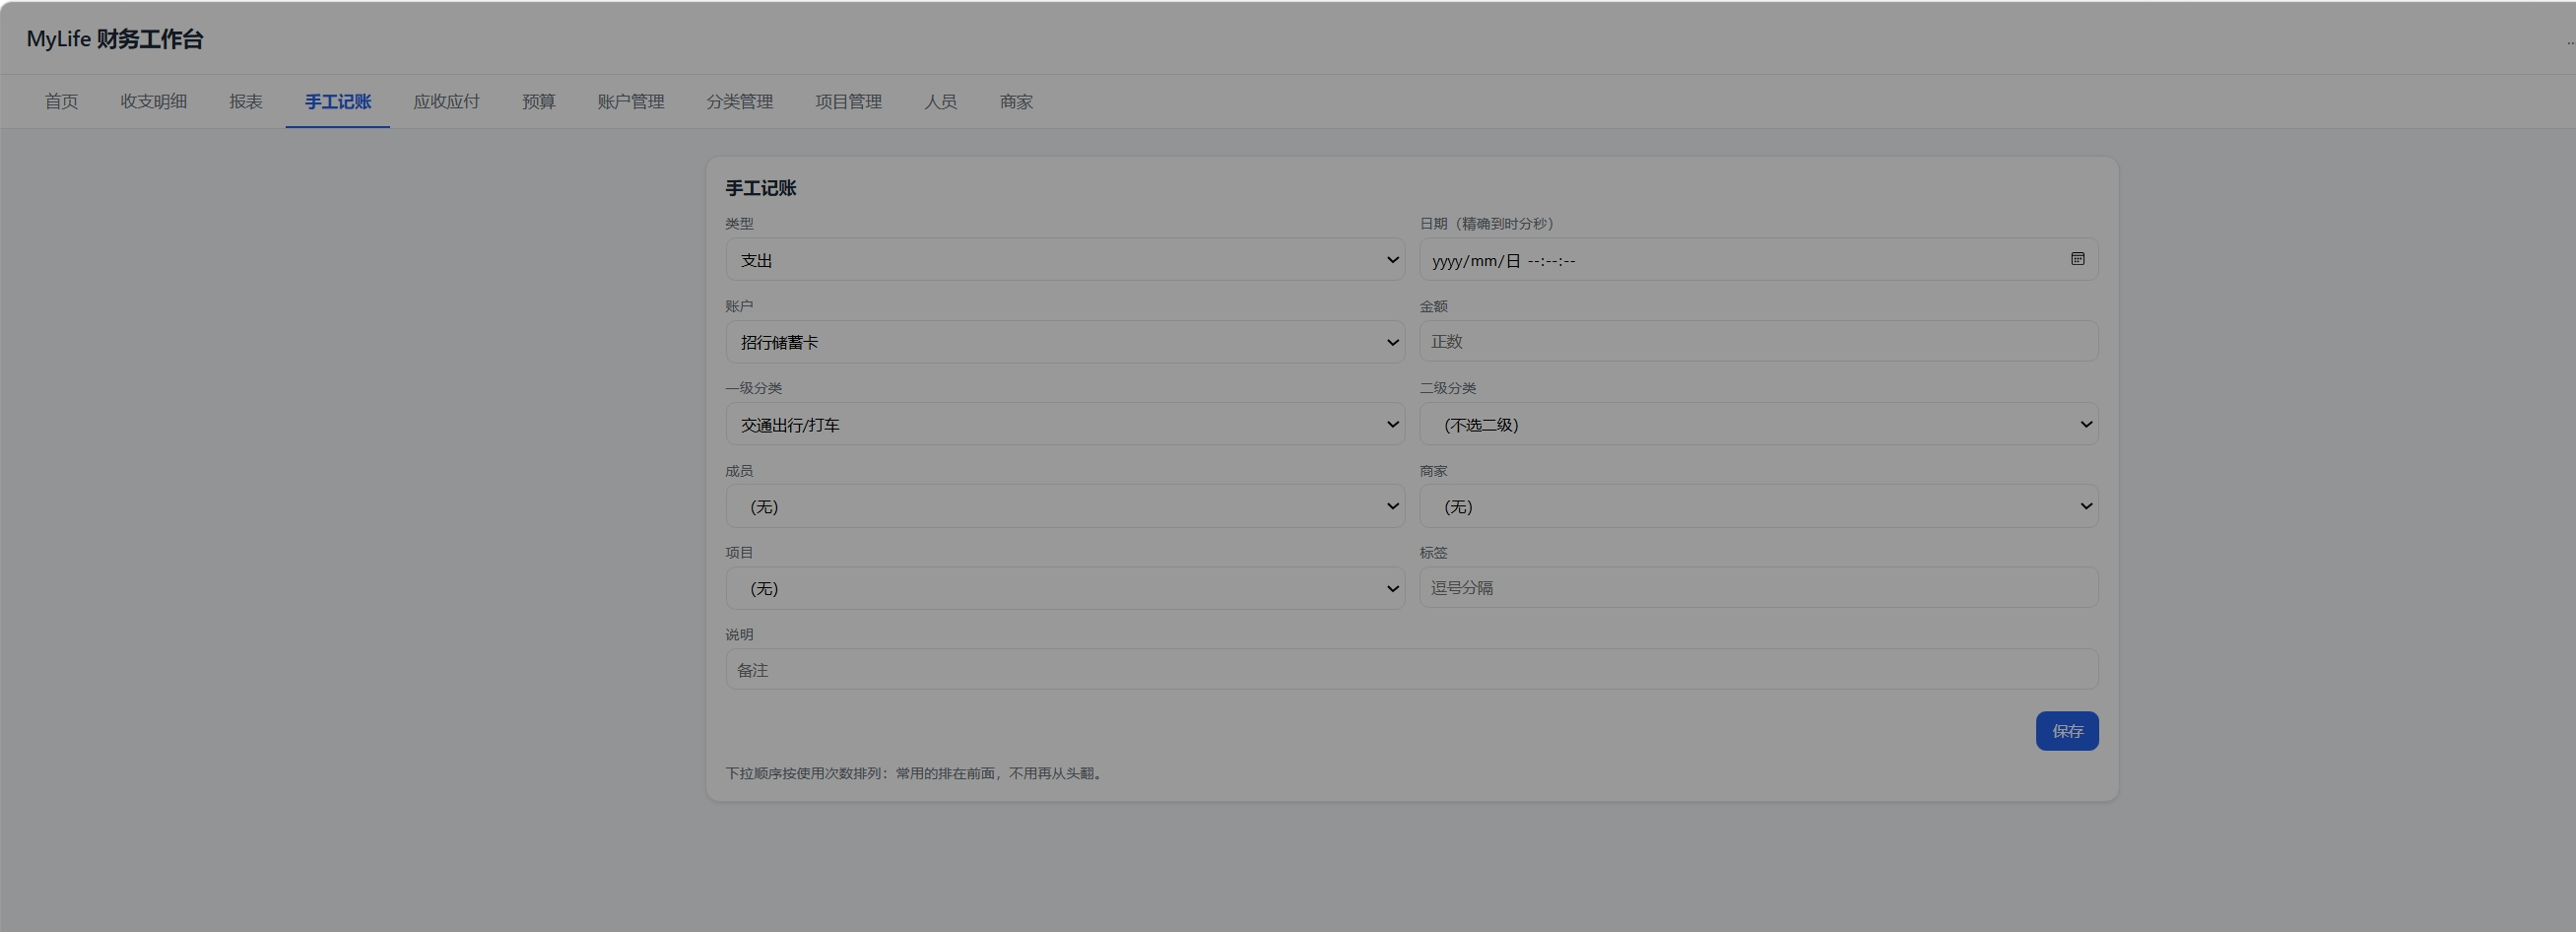 MyLife 财务工作台
...
首页 收支明细 报表 手工记账 应收应付 预算 账户管理 分类管理 项目管理 人员 商家
手工记账
类型 日期（精确到时分秒）
支出 yyyy/mm/日 --:--:--
账户 金额
招行储蓄卡 正数
一级分类 二级分类
交通出行/打车 （不选二级）
成员 商家
（无） （无）
项目 标签
（无） 逗号分隔
说明
备注
保存
下拉顺序按使用次数排列：常用的排在前面，不用再从头翻。